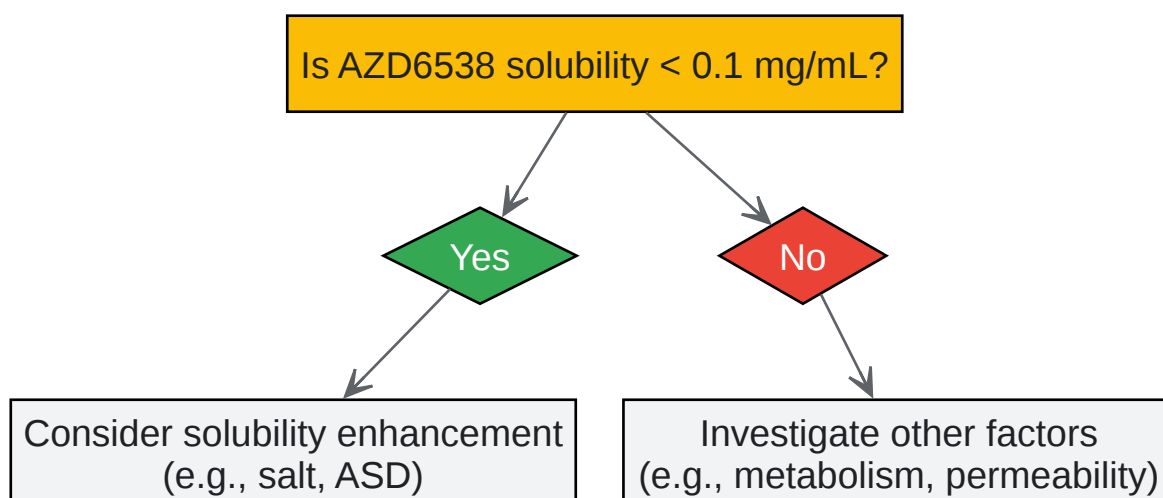 Is AZD6538 solubility < 0.1 mg/mL?
Yes
No
Consider solubility enhancement
(e.g., salt, ASD)
Investigate other factors
(e.g., metabolism, permeability)